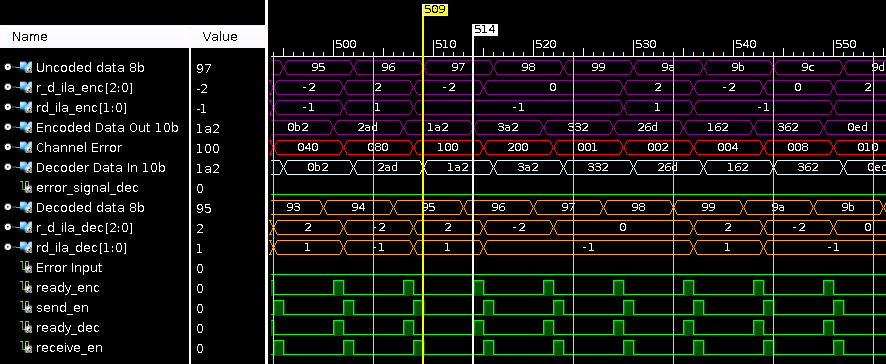 509
514
Name Value 500 510 520 530 540 550
Uncoded data 8b 97 95 96 97 98 99 9a 9b 9c 9d
r_d_ila_enc[2:0] -2 -2 2 -2 0 2 -2 0 2
rd_ila_enc[1:0] -1 -1 1 -1 1 -1
Encoded Data Out 10b 1a2 0b2 2ad 1a2 3a2 332 26d 162 362 0ed
Channel Error 100 040 080 100 200 001 002 004 008 010
Decoder Data In 10b 1a2 0b2 2ad 1a2 3a2 332 26d 162 362 0ed
error_signal_dec 0
Decoded data 8b 95 93 94 95 96 97 98 99 9a 9b
r_d_ila_dec[2:0] 2 2 -2 2 -2 0 2 -2 0
rd_ila_dec[1:0] 1 1 -1 1 -1 1 -1
Error Input 0
ready_enc 0
send_en 0
ready_dec 0
receive_en 0